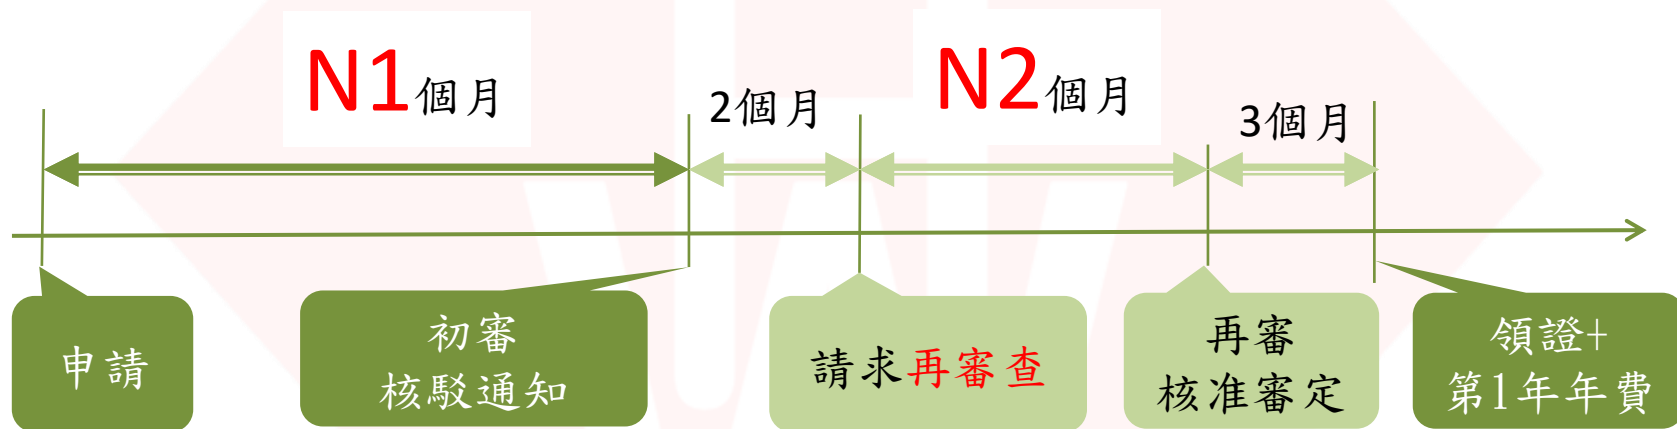 N1個月
2個月
N2個月
3個月
申請
初審
核駁通知
請求再審查
再審
核准審定
領證+
第1年年費